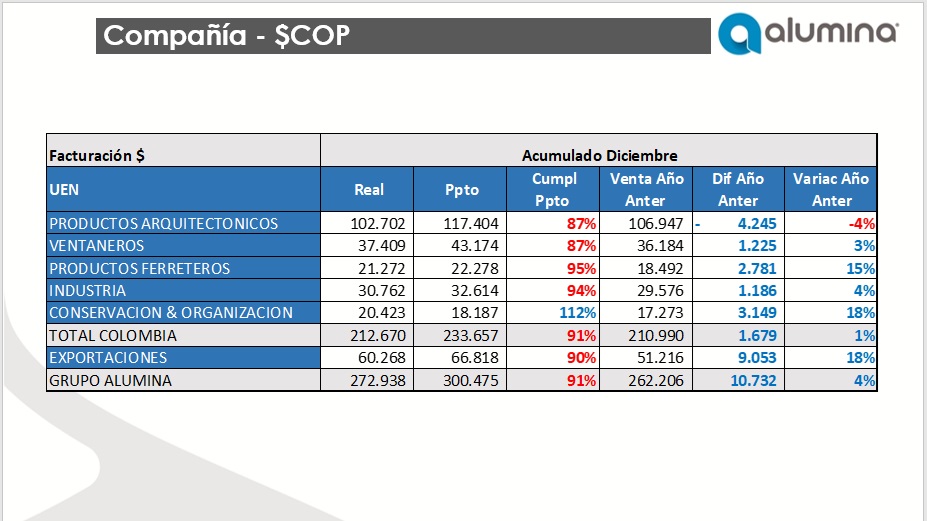 Compañía - $COP
alumina®
Facturación $ Acumulado Diciembre
UEN Real Ppto Cumpl Ppto Venta Año Anter Dif Año Anter Variac Año Anter
PRODUCTOS ARQUITECTONICOS 102.702 117.404 87% 106.947 - 4.245 -4%
VENTANEROS 37.409 43.174 87% 36.184 1.225 3%
PRODUCTOS FERRETEROS 21.272 22.278 95% 18.492 2.781 15%
INDUSTRIA 30.762 32.614 94% 29.576 1.186 4%
CONSERVACION & ORGANIZACION 20.423 18.187 112% 17.273 3.149 18%
TOTAL COLOMBIA 212.670 233.657 91% 210.990 1.679 1%
EXPORTACIONES 60.268 66.818 90% 51.216 9.053 18%
GRUPO ALUMINA 272.938 300.475 91% 262.206 10.732 4%